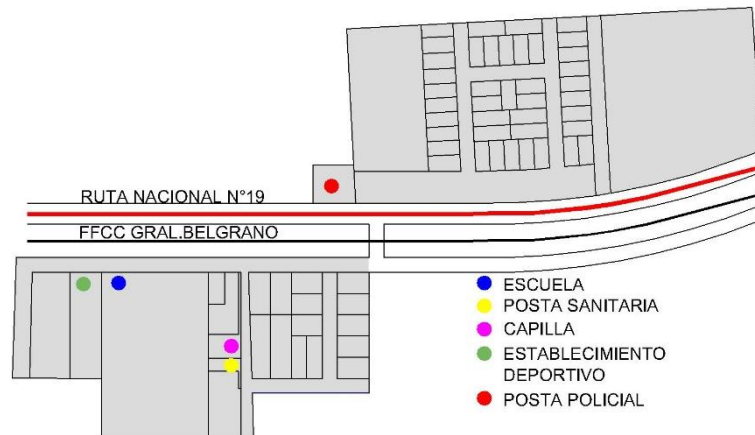 RUTA NACIONAL N°19
FFCC GRAL.BELGRANO
ESCUELA
POSTA SANITARIA
CAPILLA
ESTABLECIMIENTO
DEPORTIVO
POSTA POLICIAL